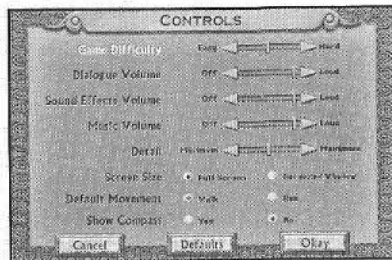 CONTROLS
Game Difficulty Easy Hard
Dialogue Volume Off Loud
Sound Effects Volume Off Loud
Music Volume Off Loud
Detail Minimum Maximum
Screen Size Full Screen Window
Default Movement Walk Run
Show Compass Yes No
Cancel Defaults Okay